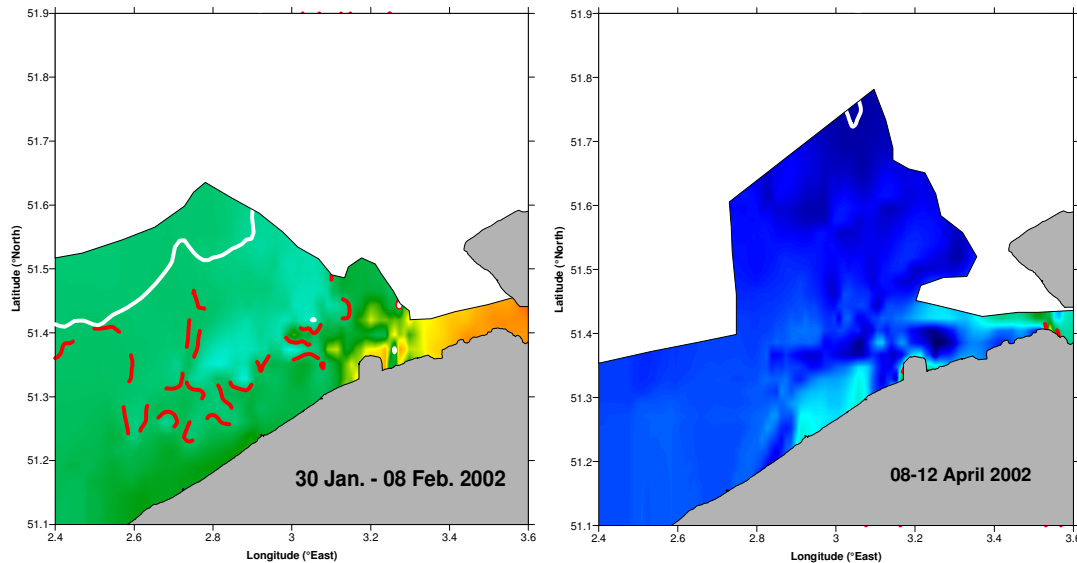 51.9
51.8
51.7
51.6
51.5
51.4
51.3
51.2
51.1
Latitude (°North)
30 Jan. - 08 Feb. 2002
2.4 2.6 2.8 3 3.2 3.4 3.6
Longitude (°East)
51.9
51.8
51.7
51.6
51.5
51.4
51.3
51.2
51.1
Latitude (°North)
08-12 April 2002
2.4 2.6 2.8 3 3.2 3.4 3.6
Longitude (°East)